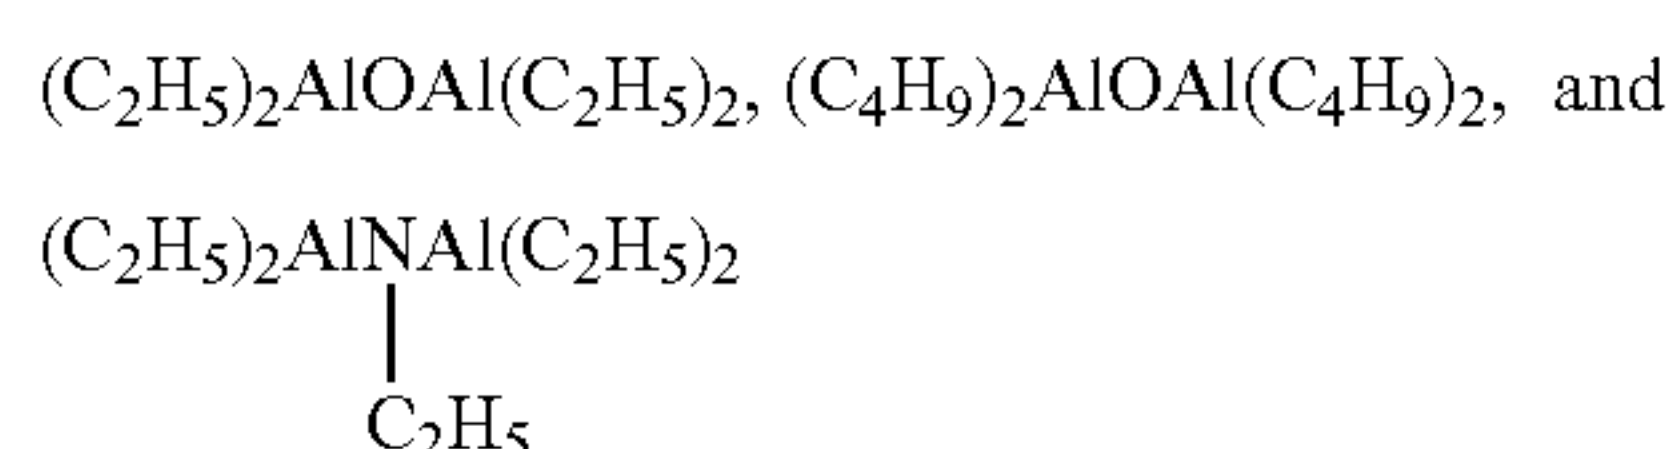 (C₂H₅)₂AlOAl(C₂H₅)₂, (C₄H₉)₂AlOAl(C₄H₉)₂, and
(C₂H₅)₂AlNAl(C₂H₅)₂
C₂H₅